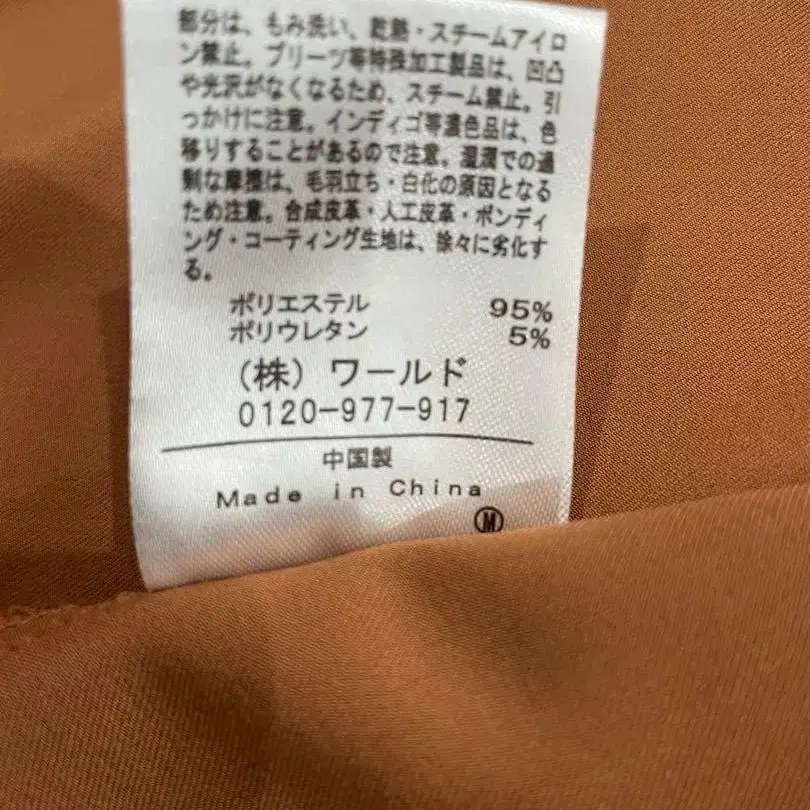 部分は、もみ洗い、乾熱・スチームアイロ
ン禁止。プリーツ等特殊加工製品は、凹凸
や光沢がなくなるため、スチーム禁止。引
っかけに注意。インディゴ等濃色品は、色
移りすることがあるので注意。湿潤での過
剰な摩擦は、毛羽立ち・白化の原因となる
ため注意。合成皮革・人工皮革・ボンディ
ング・コーティング生地は、徐々に劣化す
る。
ポリエステル 95%
ポリウレタン 5%
(株)ワールド
0120-977-917
中国製
Made in China
Ⓜ